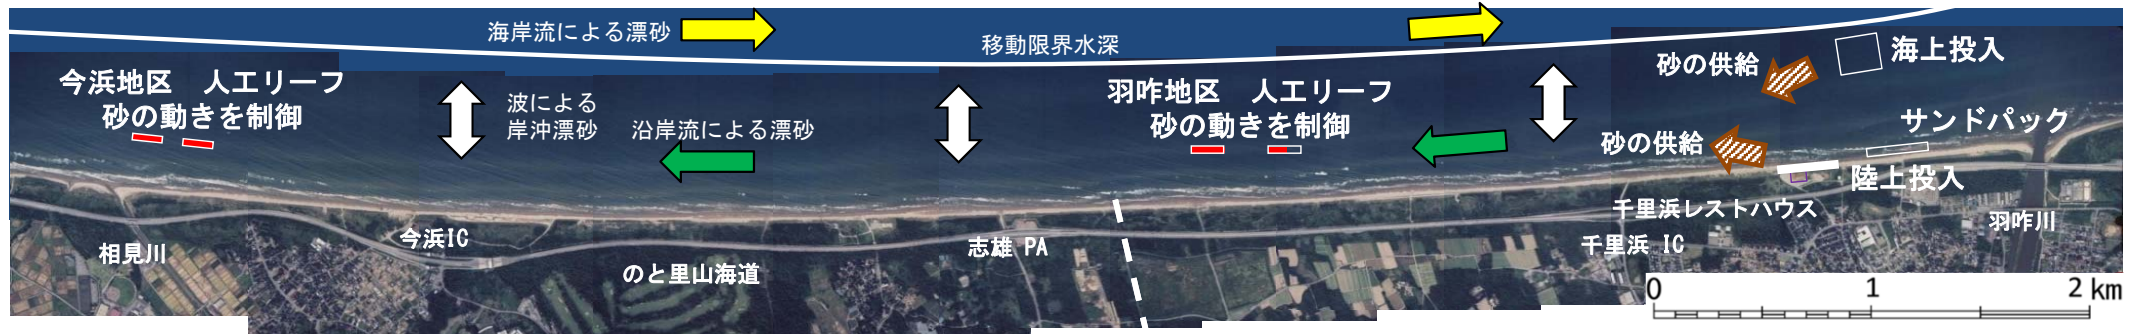 海岸流による漂砂
移動限界水深
今浜地区　人工リーフ
砂の動きを制御
波による
岸沖漂砂
沿岸流による漂砂
羽咋地区　人工リーフ
砂の動きを制御
砂の供給
海上投入
砂の供給
サンドパック
陸上投入
千里浜レストハウス
羽咋川
相見川
今浜IC
志雄 PA
千里浜 IC
のと里山海道
0 1 2 km